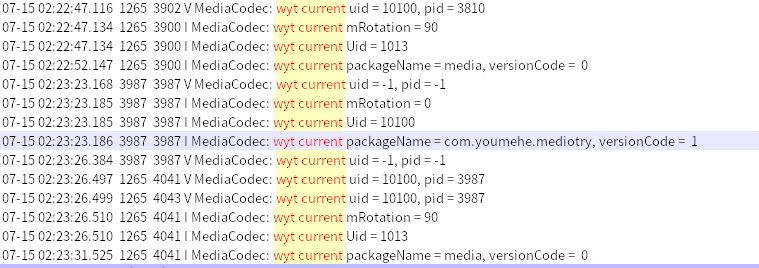 07-15 02:22:47.116 1265 3902 V MediaCodec: wyt current uid = 10100, pid = 3810
07-15 02:22:47.134 1265 3900 I MediaCodec: wyt current mRotation = 90
07-15 02:22:47.134 1265 3900 I MediaCodec: wyt current Uid = 1013
07-15 02:22:52.147 1265 3900 I MediaCodec: wyt current packageName = media, versionCode = 0
07-15 02:23:23.168 3987 3987 V MediaCodec: wyt current uid = -1, pid = -1
07-15 02:23:23.185 3987 3987 I MediaCodec: wyt current mRotation = 0
07-15 02:23:23.185 3987 3987 I MediaCodec: wyt current Uid = 10100
07-15 02:23:23.186 3987 3987 I MediaCodec: wyt current packageName = com.youmehe.mediotry, versionCode = 1
07-15 02:23:26.384 3987 3987 V MediaCodec: wyt current uid = -1, pid = -1
07-15 02:23:26.497 1265 4041 V MediaCodec: wyt current uid = 10100, pid = 3987
07-15 02:23:26.499 1265 4043 V MediaCodec: wyt current uid = 10100, pid = 3987
07-15 02:23:26.510 1265 4041 I MediaCodec: wyt current mRotation = 90
07-15 02:23:26.510 1265 4041 I MediaCodec: wyt current Uid = 1013
07-15 02:23:31.525 1265 4041 I MediaCodec: wyt current packageName = media, versionCode = 0